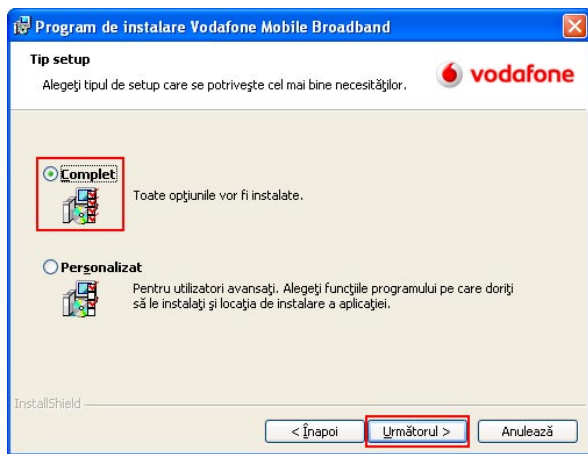 Program de instalare Vodafone Mobile Broadband
Tip setup
Alegeţi tipul de setup care se potriveşte cel mai bine necesităţilor.
vodafone
Complet
Toate opţiunile vor fi instalate.
Personalizat
Pentru utilizatori avansaţi. Alegeţi funcţiile programului pe care doriţi
să le instalaţi şi locaţia de instalare a aplicaţiei.
InstallShield
< Înapoi
Următorul >
Anulează